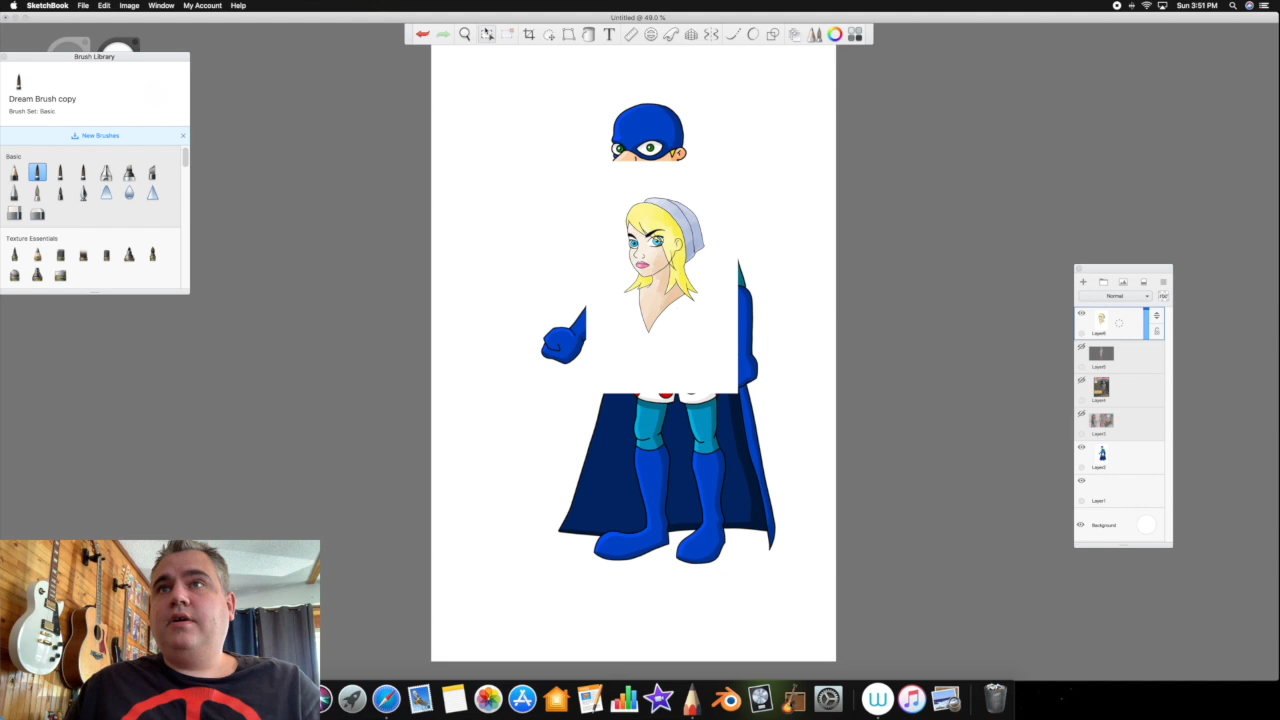 SketchBook File Edit Image Window My Account Help
Sun 3:51 PM
Untitled @ 49.0 %
Brush Library
Dream Brush copy
Brush Set: Basic
New Brushes
Basic
Texture Essentials
Normal
Layer6
Layer5
Layer4
Layer3
Layer2
Layer1
Background